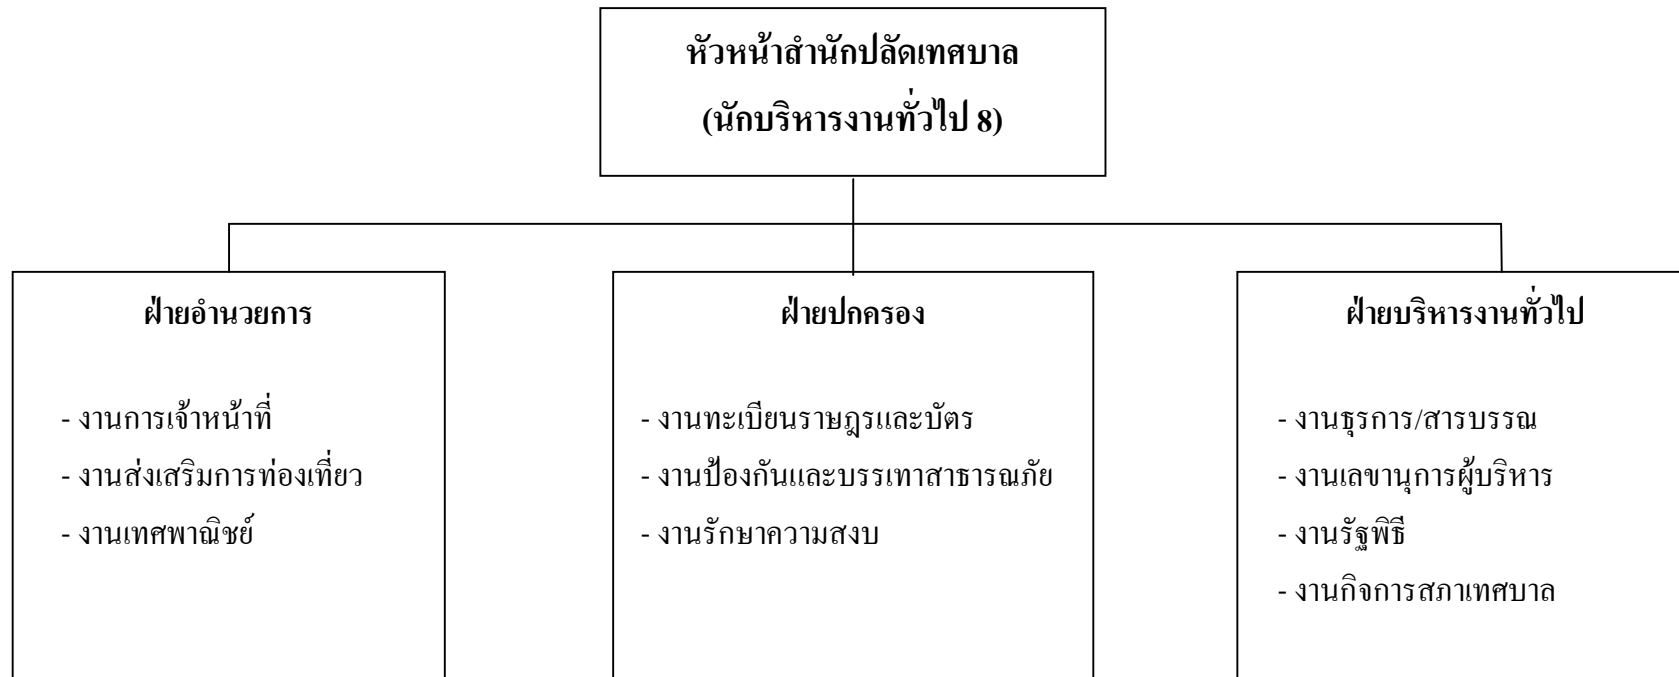 หัวหน้าสำนักปลัดเทศบาล
(นักบริหารงานทั่วไป 8)
ฝ่ายอำนวยการ
- งานการเจ้าหน้าที่
- งานส่งเสริมการท่องเที่ยว
- งานเทศพาณิชย์
ฝ่ายปกครอง
- งานทะเบียนราษฎรและบัตร
- งานป้องกันและบรรเทาสาธารณภัย
- งานรักษาความสงบ
ฝ่ายบริหารงานทั่วไป
- งานธุรการ/สารบรรณ
- งานเลขานุการผู้บริหาร
- งานรัฐพิธี
- งานกิจการสภาเทศบาล